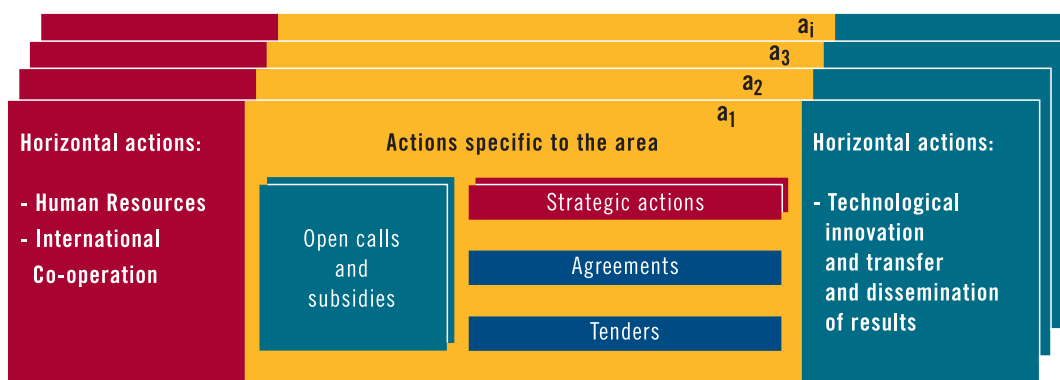 aᵢ
a₃
a₂
a₁
Horizontal actions:
- Human Resources
- International
Co-operation
Actions specific to the area
Open calls
and
subsidies
Strategic actions
Agreements
Tenders
Horizontal actions:
- Technological
innovation
and transfer
and dissemination
of results